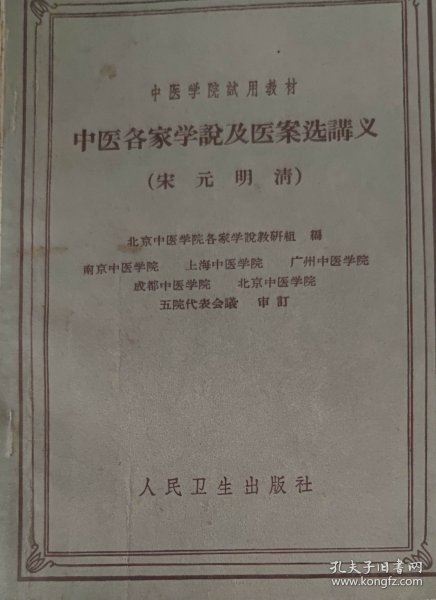 中医学院試用教材
中医各家学說及医案选講义
(宋元明清)
北京中医学院各家学說教研組 編
南京中医学院 上海中医学院 广州中医学院
成都中医学院 北京中医学院
五院代表会議 审訂
人民卫生出版社
孔夫子旧书网
www.kongfz.com